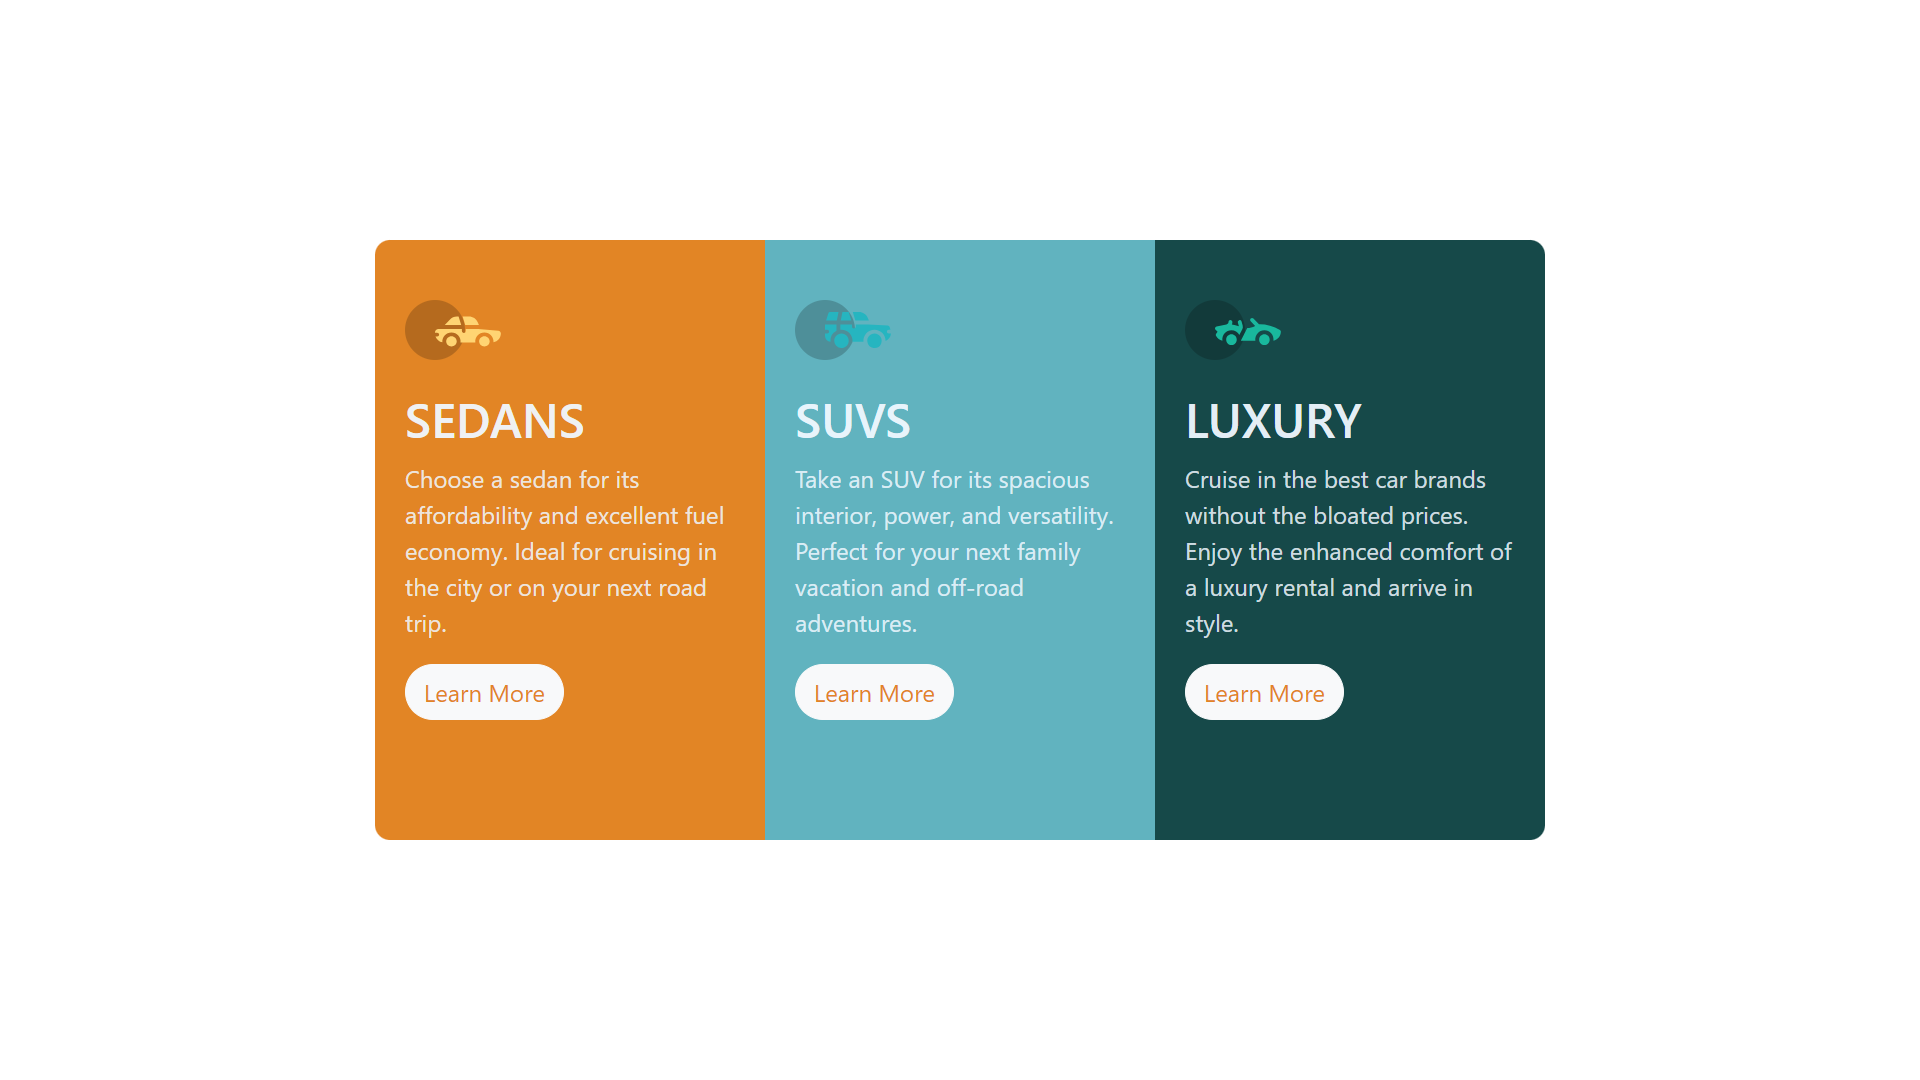 SEDANS
Choose a sedan for its
affordability and excellent fuel
economy. Ideal for cruising in
the city or on your next road
trip.
Learn More
SUVS
Take an SUV for its spacious
interior, power, and versatility.
Perfect for your next family
vacation and off-road
adventures.
Learn More
LUXURY
Cruise in the best car brands
without the bloated prices.
Enjoy the enhanced comfort of
a luxury rental and arrive in
style.
Learn More